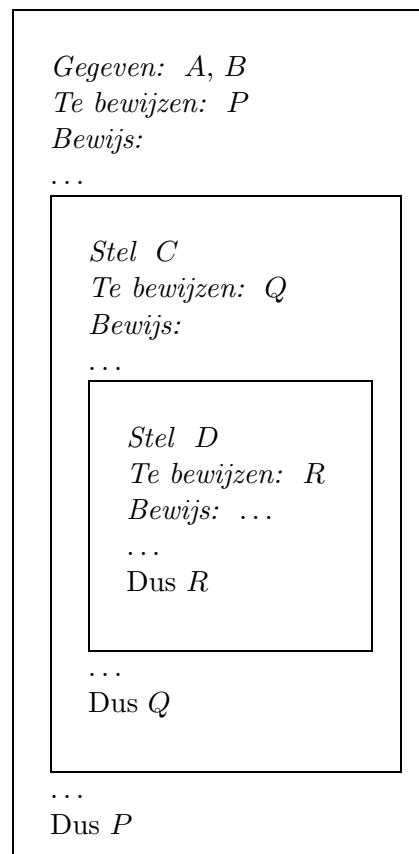 Gegeven: A, B
Te bewijzen: P
Bewijs:
...
Stel C
Te bewijzen: Q
Bewijs:
...
Stel D
Te bewijzen: R
Bewijs: ...
...
Dus R
...
Dus Q
...
Dus P